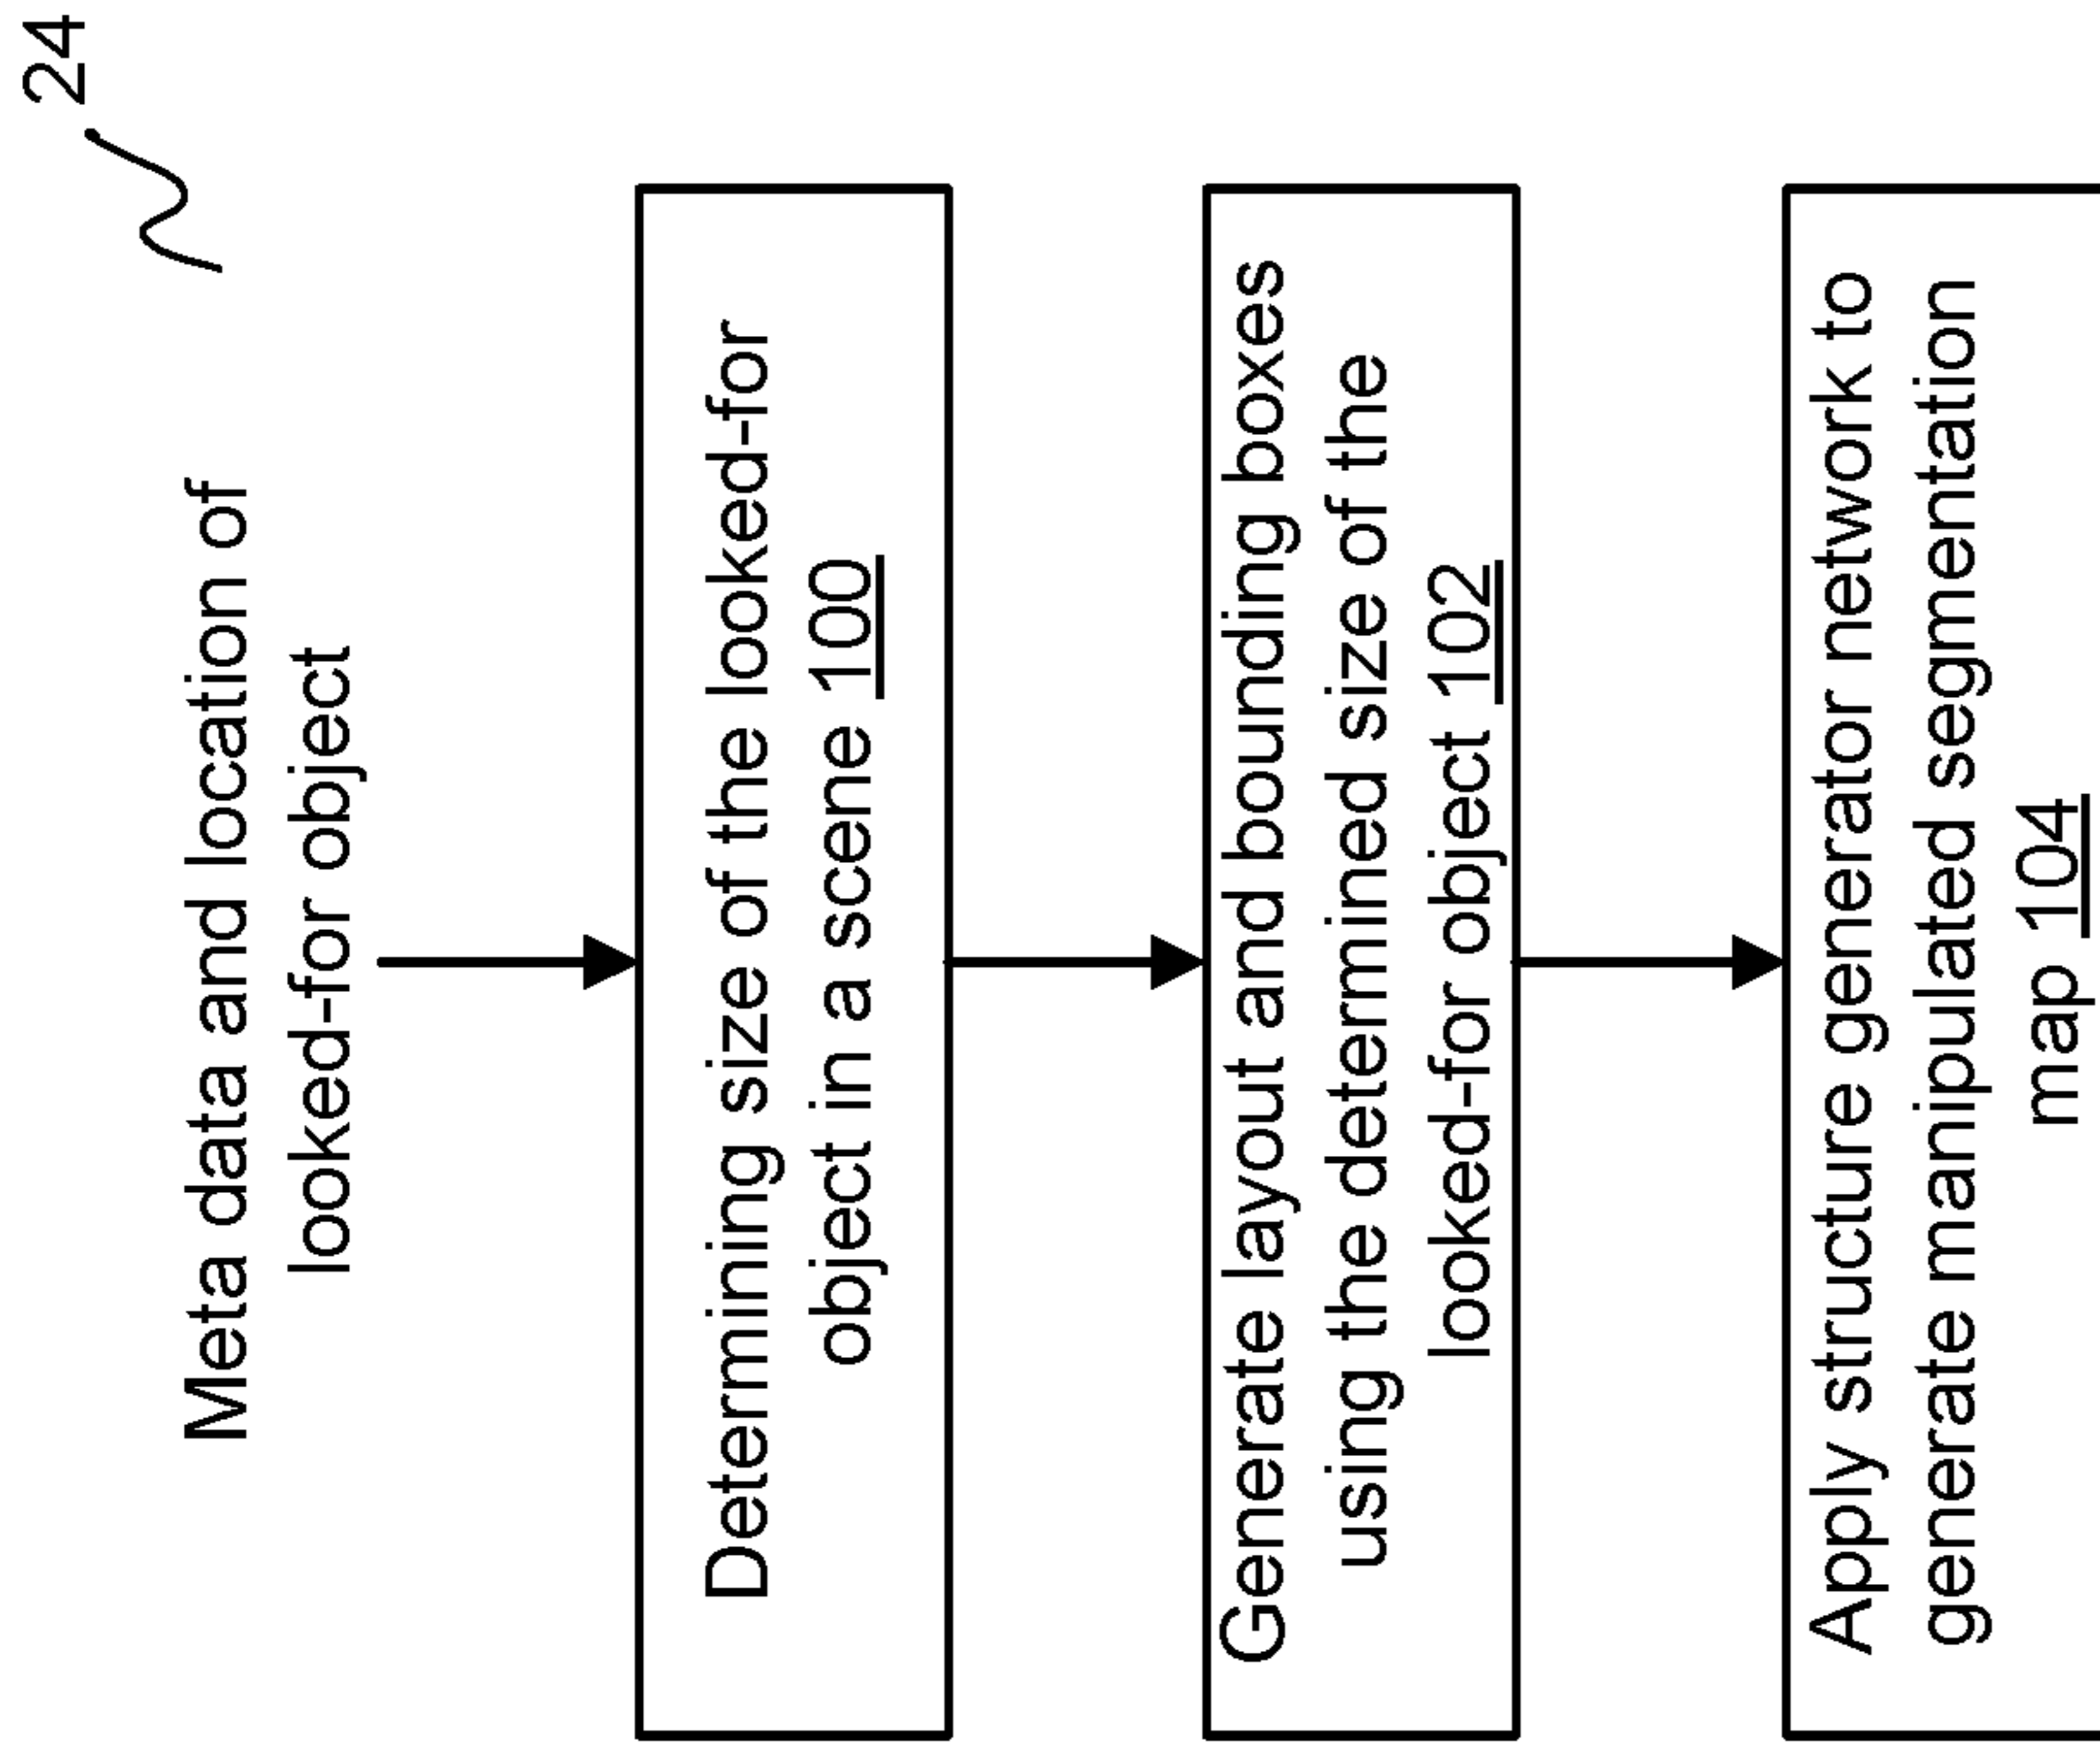 24
Meta data and location of
looked-for object
Determining size of the looked-for
object in a scene 100
Generate layout and bounding boxes
using the determined size of the
looked-for object 102
Apply structure generator network to
generate manipulated segmentation
map 104